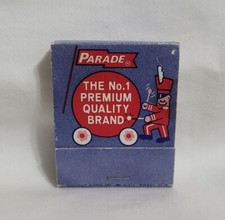 PARADE
THE No.1
PREMIUM
QUALITY
BRAND